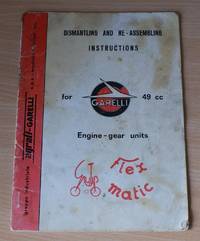 DISMANTLING AND RE-ASSEMBLING
INSTRUCTIONS
for
GARELLI
49 cc
Engine-gear units
Flex
matic
agrati-GARELLI